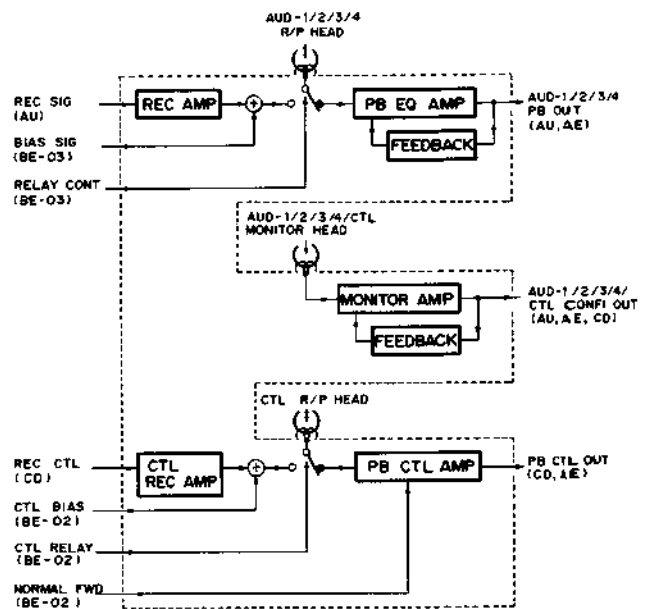 AUD-1/2/3/4
R/P HEAD
REC SIG
(AU)
REC AMP
PB EQ AMP
AUD-1/2/3/4
PB OUT
(AU, AE)
BIAS SIG
(BE-03)
FEEDBACK
RELAY CONT
(BE-03)
AUD-1/2/3/4/CTL
MONITOR HEAD
MONITOR AMP
AUD-1/2/3/4/
CTL CONFI OUT
(AU, AE, CD)
FEEDBACK
CTL R/P HEAD
REC CTL
(CD)
CTL
REC AMP
PB CTL AMP
PB CTL OUT
(CD, AE)
CTL BIAS
(BE-02)
CTL RELAY
(BE-02)
NORMAL FWD
(BE-02)